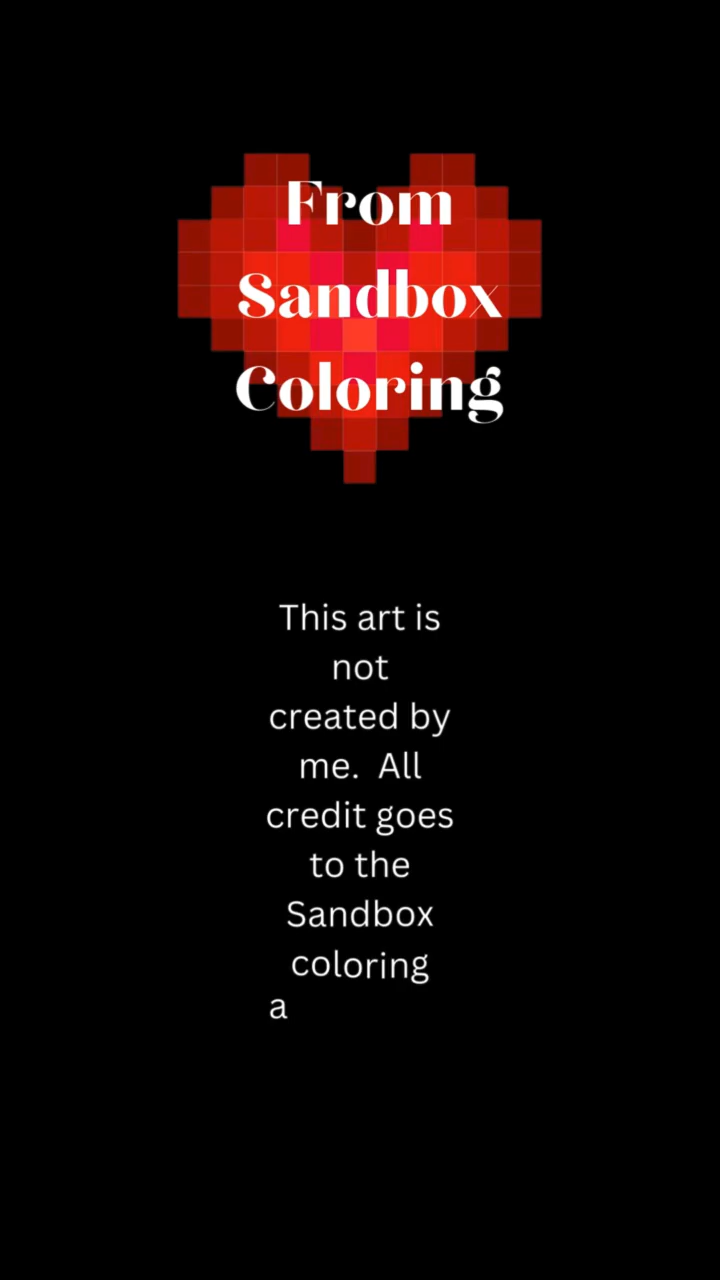 From
Sandbox
Coloring
This art is
not
created by
me.  All
credit goes
to the
Sandbox
coloring
a